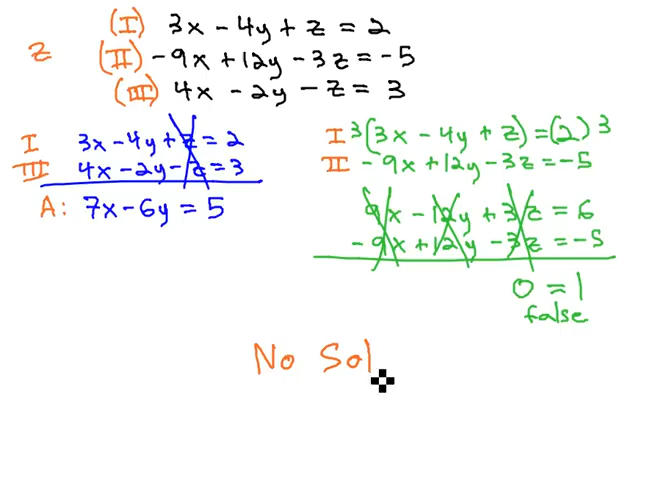 (I) 3x - 4y + z = 2
z (II) -9x + 12y - 3z = -5
(III) 4x - 2y - z = 3
I 3x - 4y + z = 2
III 4x - 2y - z = 3
A: 7x - 6y = 5
I 3(3x - 4y + z) = (2) 3
II -9x + 12y - 3z = -5
9x - 12y + 3z = 6
-9x + 12y - 3z = -5
0 = 1
false
No Sol